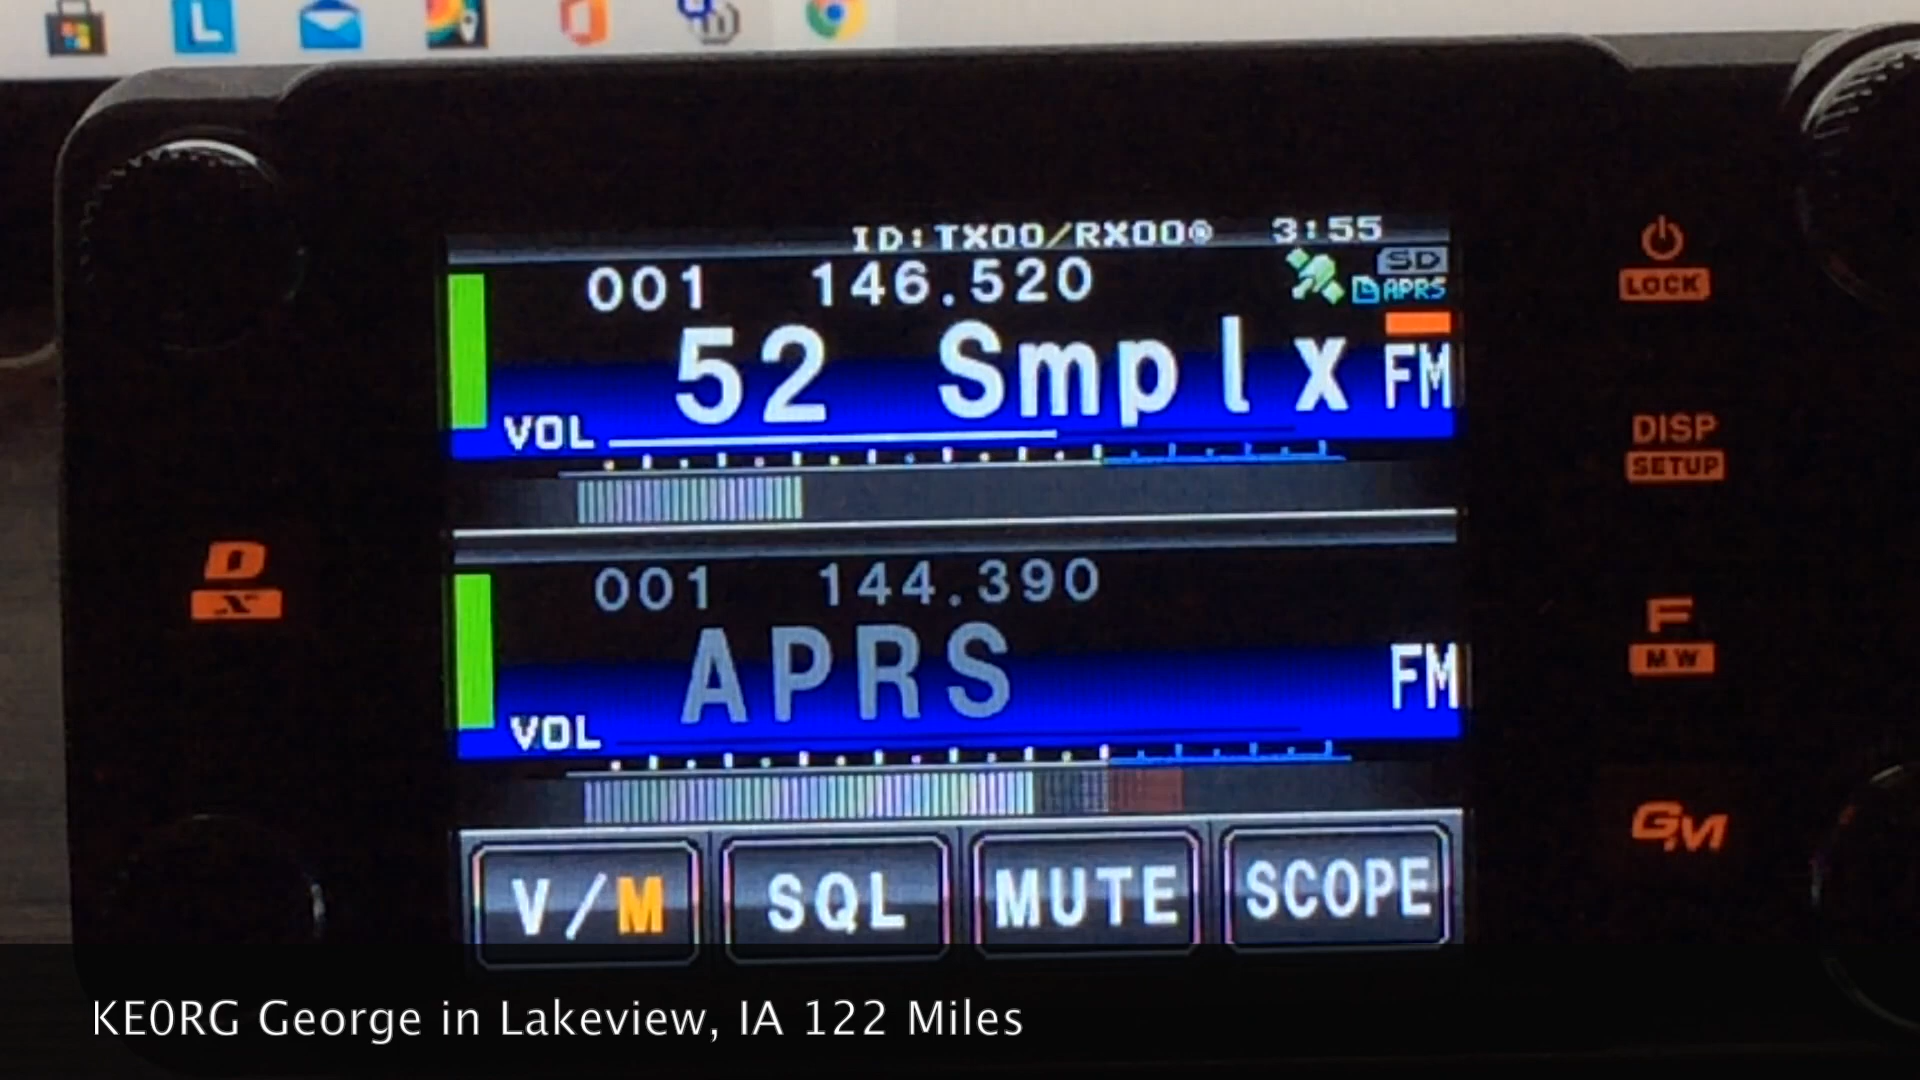 ID:TX00/RX00 3:55
001 146.520 SD
APRS
52 Smplx FM
VOL
001 144.390
APRS FM
VOL
V/M SQL MUTE SCOPE
LOCK
DISP
SETUP
D
X
F
MW
GM
KE0RG George in Lakeview, IA 122 Miles